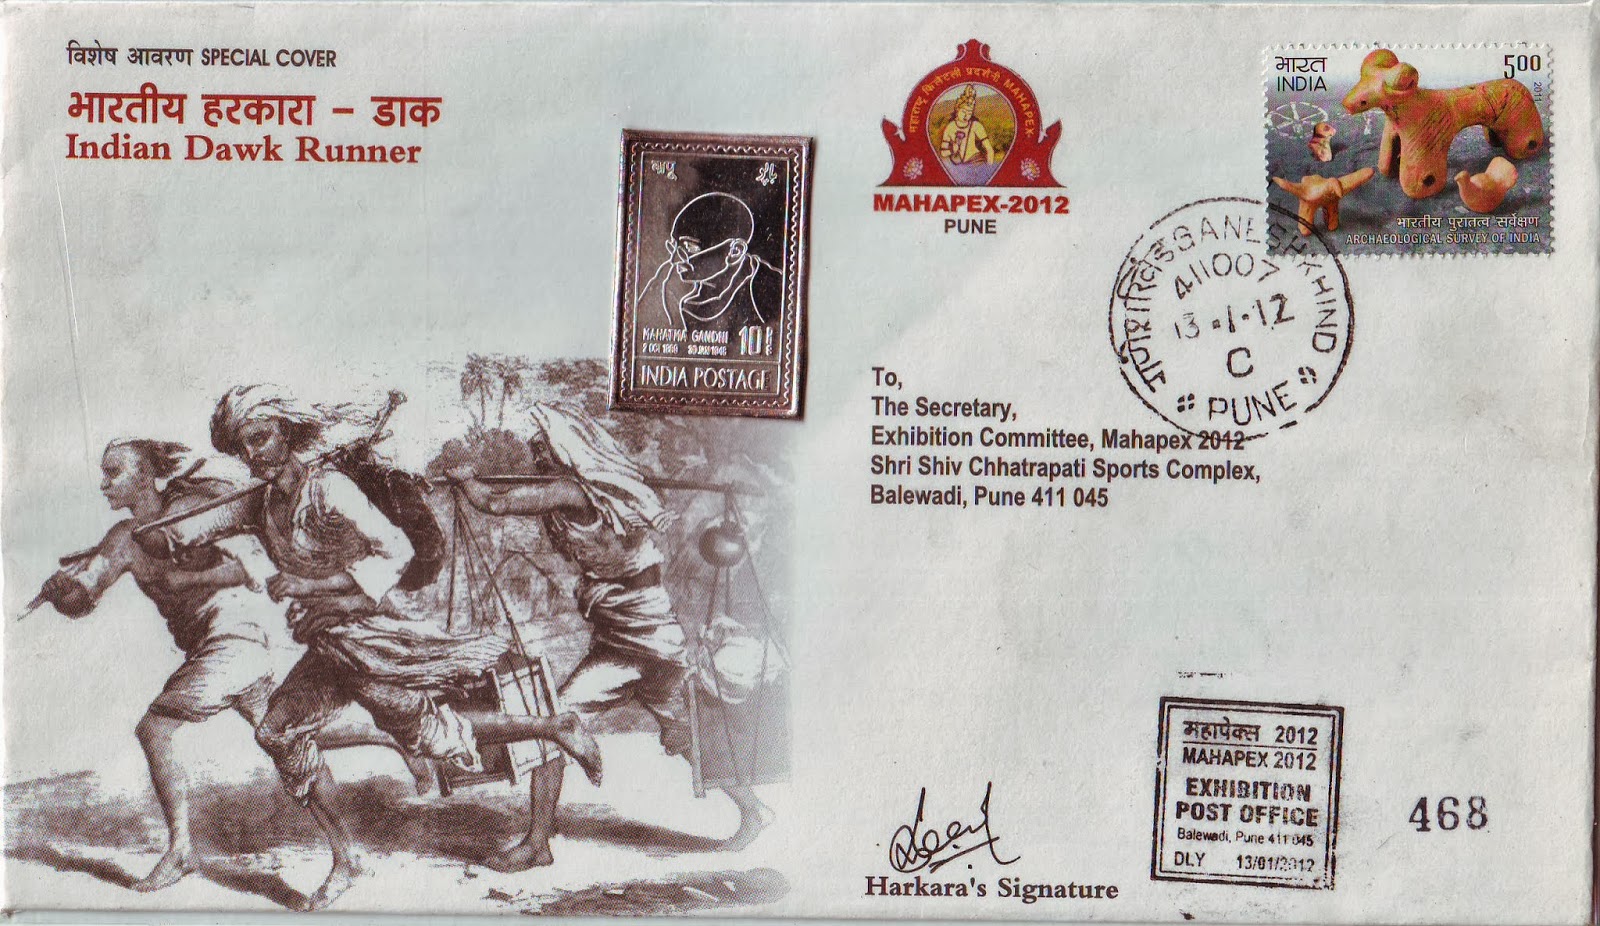 विशेष आवरण SPECIAL COVER
भारतीय हरकारा – डाक
Indian Dawk Runner
बापू
MAHATMA GANDHI 10
2 OCT 1869 30 JAN 1948
INDIA POSTAGE
महाराष्ट्र फिलैटली प्रदर्शनी MAHAPEX-
MAHAPEX-2012
PUNE
भारत
INDIA
500
2011
भारतीय पुरातत्व सर्वेक्षण
ARCHAEOLOGICAL SURVEY OF INDIA
GANESHKHIND
411007
13-1-12
C
PUNE
To,
The Secretary,
Exhibition Committee, Mahapex 2012
Shri Shiv Chhatrapati Sports Complex,
Balewadi, Pune 411 045
महापेक्स 2012
MAHAPEX 2012
EXHIBITION
POST OFFICE
Balewadi, Pune 411 045
DLY 13/01/2012
468
Harkara's Signature